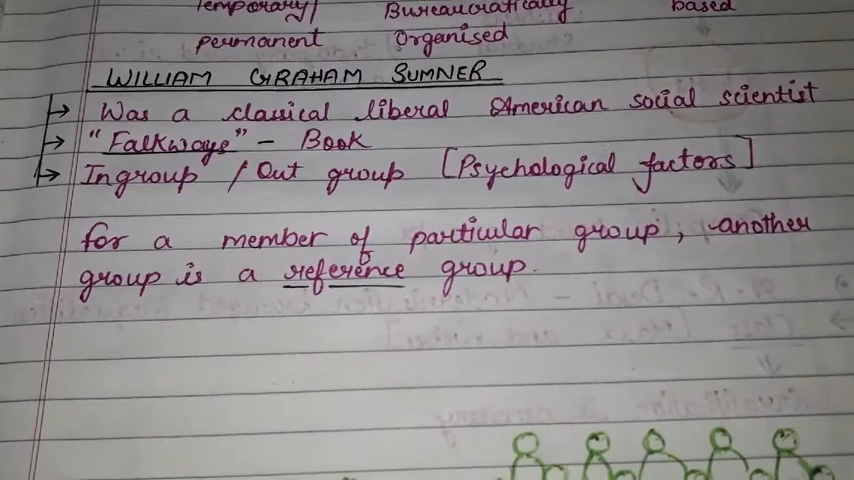 Temporary/ Bureaucratically based
permanent Organised
WILLIAM GRAHAM SUMNER
→ Was a classical liberal American social scientist
→ "Falkways" - Book
→ Ingroup / Out group [Psychological factors]
for a member of particular group, another
group is a reference group.